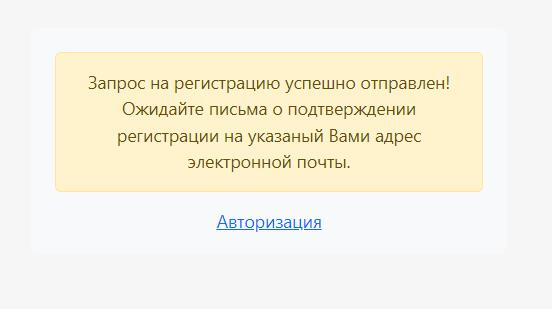 Запрос на регистрацию успешно отправлен!
Ожидайте письма о подтверждении
регистрации на указаный Вами адрес
электронной почты.
Авторизация